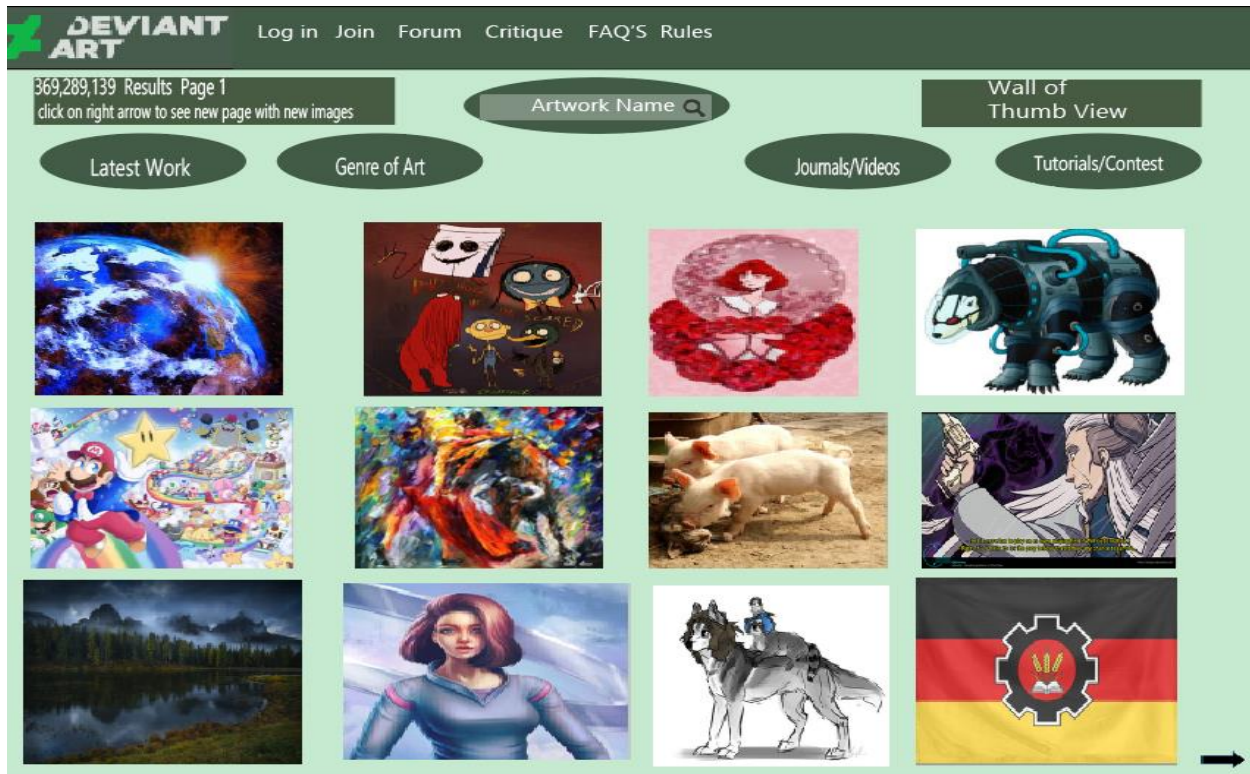 DEVIANT
ART
Log in Join Forum Critique FAQ'S Rules
369,289,139 Results Page 1
click on right arrow to see new page with new images
Artwork Name
Wall of
Thumb View
Latest Work
Genre of Art
Journals/Videos
Tutorials/Contest
SCARED